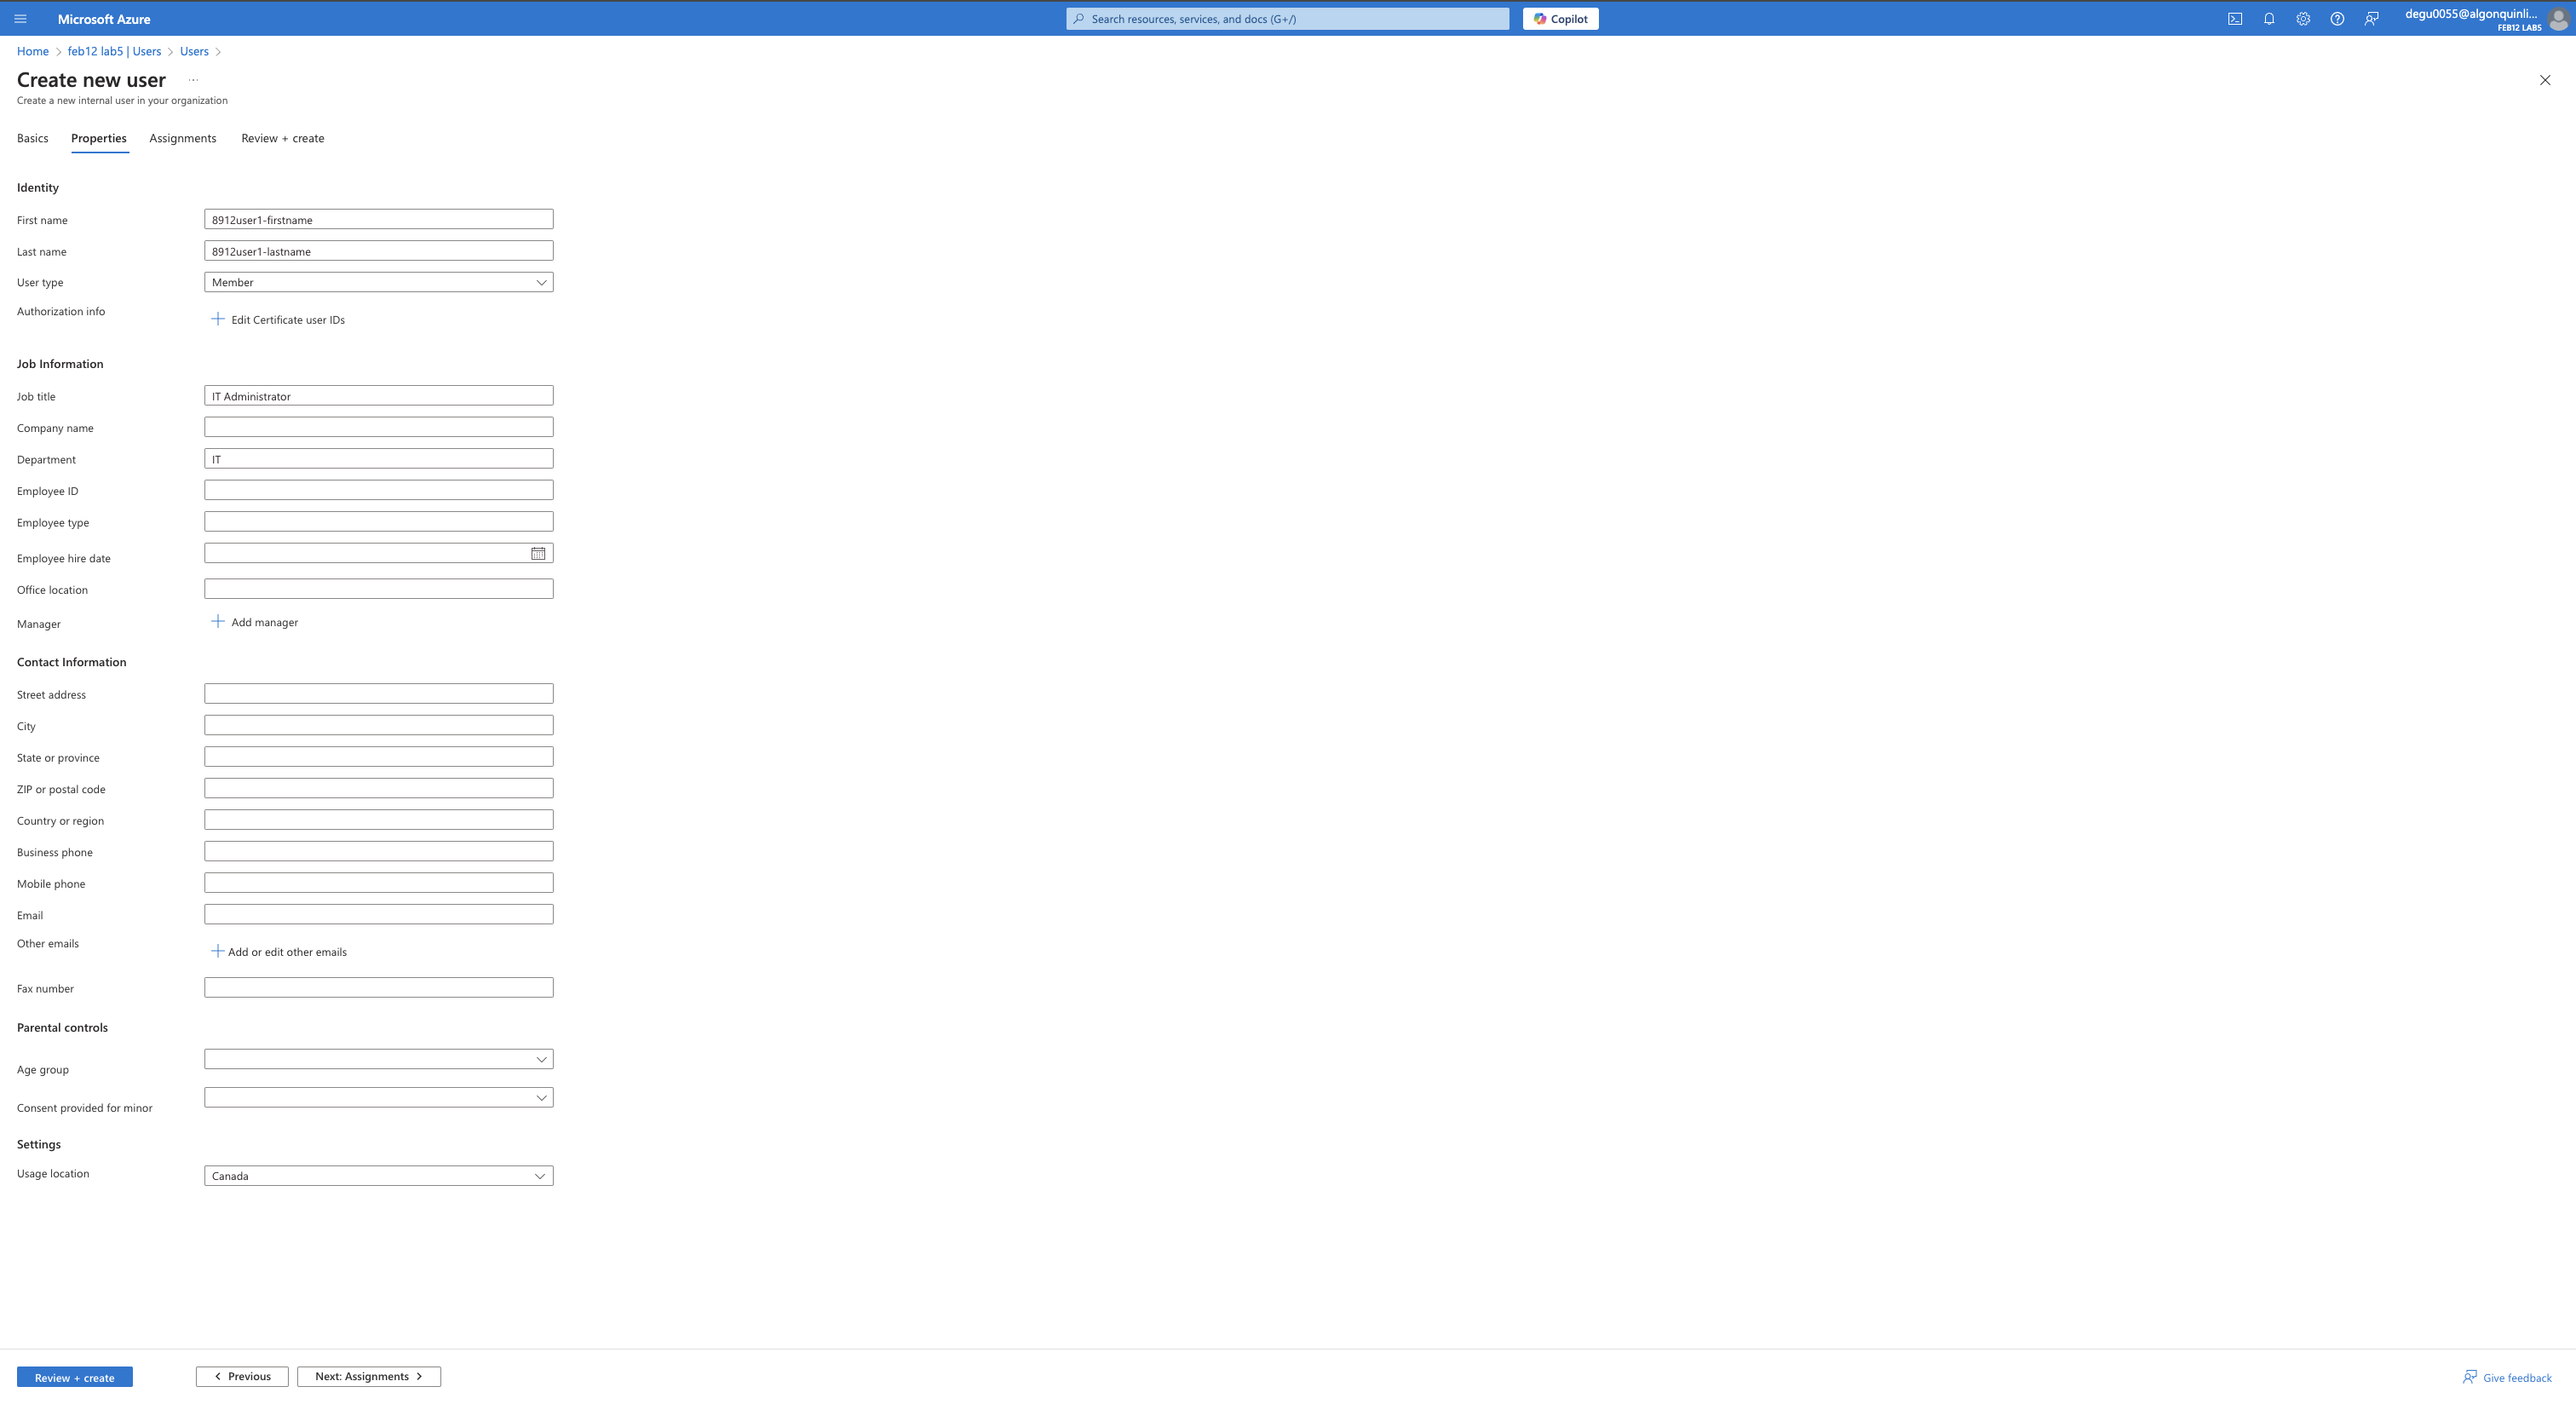 Microsoft Azure
Search resources, services, and docs (G+/)
Copilot
degu0055@algonquinli...
FEB12 LAB5
Home > feb12 lab5 | Users > Users >
Create new user ...
Create a new internal user in your organization
Basics Properties Assignments Review + create
Identity
First name 8912user1-firstname
Last name 8912user1-lastname
User type Member
Authorization info
+ Edit Certificate user IDs
Job Information
Job title IT Administrator
Company name
Department IT
Employee ID
Employee type
Employee hire date
Office location
Manager + Add manager
Contact Information
Street address
City
State or province
ZIP or postal code
Country or region
Business phone
Mobile phone
Email
Other emails
+ Add or edit other emails
Fax number
Parental controls
Age group
Consent provided for minor
Settings
Usage location Canada
Review + create < Previous Next: Assignments > Give feedback